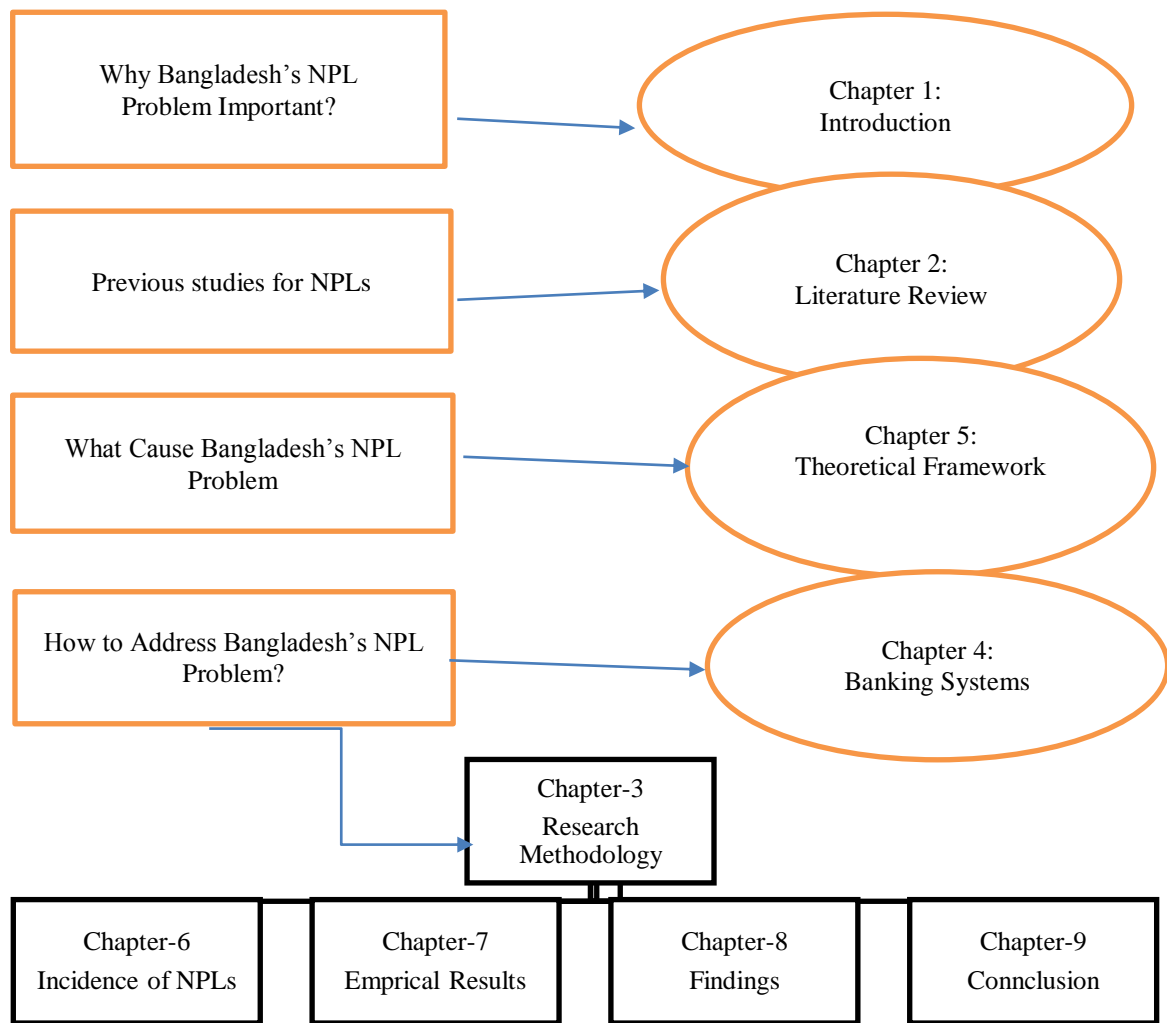 Why Bangladesh's NPL
Problem Important?
Chapter 1:
Introduction
Previous studies for NPLs
Chapter 2:
Literature Review
What Cause Bangladesh's NPL
Problem
Chapter 5:
Theoretical Framework
How to Address Bangladesh's NPL
Problem?
Chapter 4:
Banking Systems
Chapter-3
Research
Methodology
Chapter-6
Incidence of NPLs
Chapter-7
Emprical Results
Chapter-8
Findings
Chapter-9
Connclusion